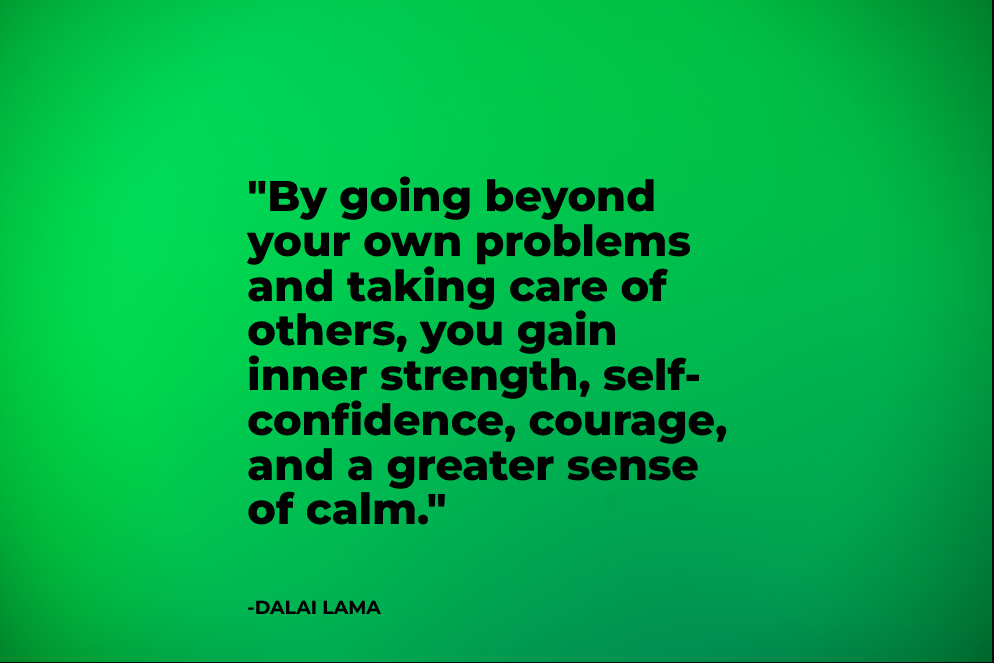 "By going beyond
your own problems
and taking care of
others, you gain
inner strength, self-
confidence, courage,
and a greater sense
of calm."
-DALAI LAMA